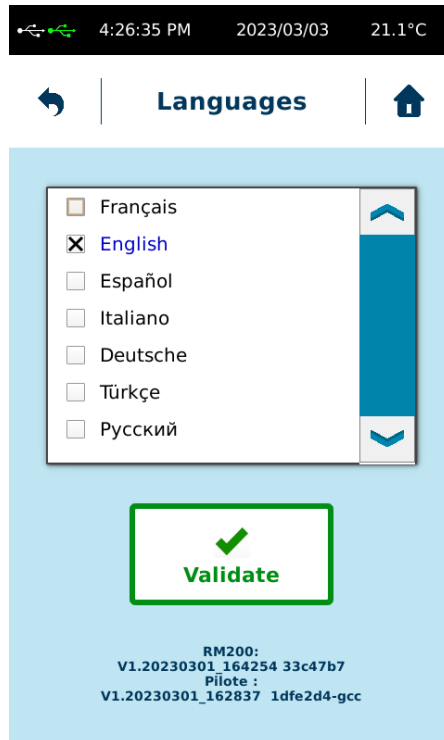 4:26:35 PM 2023/03/03 21.1°C
Languages
Français
English
Español
Italiano
Deutsche
Türkçe
Русский
Validate
RM200:
V1.20230301_164254 33c47b7
Pilote :
V1.20230301_162837 1dfe2d4-gcc